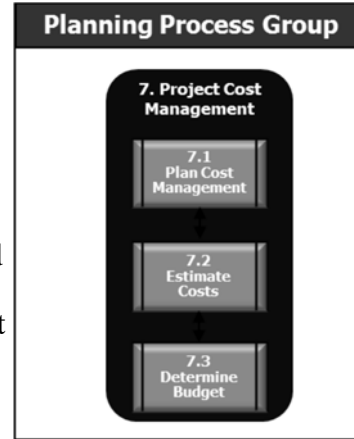 Planning Process Group
7. Project Cost
Management
7.1
Plan Cost
Management
7.2
Estimate
Costs
7.3
Determine
Budget